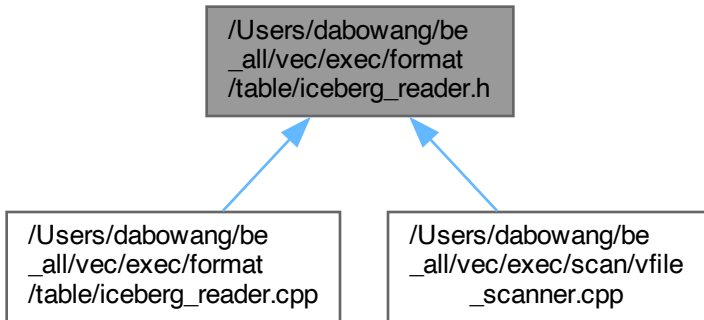 /Users/dabowang/be
_all/vec/exec/format
/table/iceberg_reader.h
/Users/dabowang/be
_all/vec/exec/format
/table/iceberg_reader.cpp
/Users/dabowang/be
_all/vec/exec/scan/vfile
_scanner.cpp